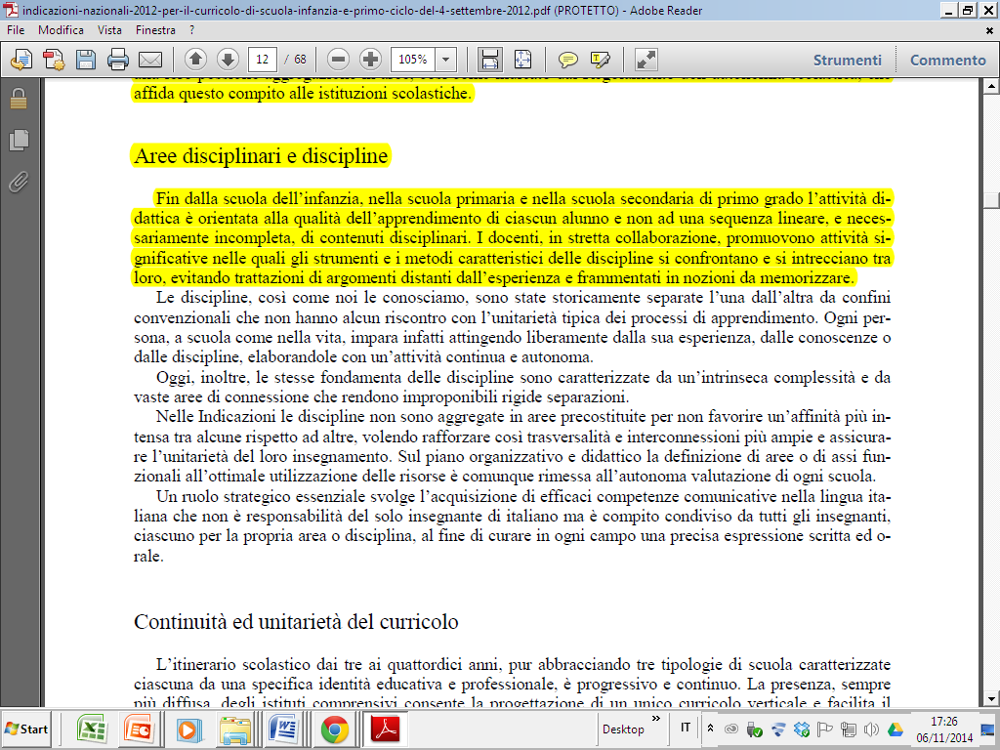 indicazioni-nazionali-2012-per-il-curricolo-di-scuola-infanzia-e-primo-ciclo-del-4-settembre-2012.pdf (PROTETTO) - Adobe Reader
File Modifica Vista Finestra ?
12 / 68 105% Strumenti Commento
affida questo compito alle istituzioni scolastiche.
Aree disciplinari e discipline
Fin dalla scuola dell’infanzia, nella scuola primaria e nella scuola secondaria di primo grado l’attività di-
dattica è orientata alla qualità dell’apprendimento di ciascun alunno e non ad una sequenza lineare, e neces-
sariamente incompleta, di contenuti disciplinari. I docenti, in stretta collaborazione, promuovono attività si-
gnificative nelle quali gli strumenti e i metodi caratteristici delle discipline si confrontano e si intrecciano tra
loro, evitando trattazioni di argomenti distanti dall’esperienza e frammentati in nozioni da memorizzare.
Le discipline, così come noi le conosciamo, sono state storicamente separate l’una dall’altra da confini
convenzionali che non hanno alcun riscontro con l’unitarietà tipica dei processi di apprendimento. Ogni per-
sona, a scuola come nella vita, impara infatti attingendo liberamente dalla sua esperienza, dalle conoscenze o
dalle discipline, elaborandole con un’attività continua e autonoma.
Oggi, inoltre, le stesse fondamenta delle discipline sono caratterizzate da un’intrinseca complessità e da
vaste aree di connessione che rendono improponibili rigide separazioni.
Nelle Indicazioni le discipline non sono aggregate in aree precostituite per non favorire un’affinità più in-
tensa tra alcune rispetto ad altre, volendo rafforzare così trasversalità e interconnessioni più ampie e assicura-
re l’unitarietà del loro insegnamento. Sul piano organizzativo e didattico la definizione di aree o di assi fun-
zionali all’ottimale utilizzazione delle risorse è comunque rimessa all’autonoma valutazione di ogni scuola.
Un ruolo strategico essenziale svolge l’acquisizione di efficaci competenze comunicative nella lingua ita-
liana che non è responsabilità del solo insegnante di italiano ma è compito condiviso da tutti gli insegnanti,
ciascuno per la propria area o disciplina, al fine di curare in ogni campo una precisa espressione scritta ed o-
rale.
Continuità ed unitarietà del curricolo
L’itinerario scolastico dai tre ai quattordici anni, pur abbracciando tre tipologie di scuola caratterizzate
ciascuna da una specifica identità educativa e professionale, è progressivo e continuo. La presenza, sempre
più diffusa, degli istituti comprensivi consente la progettazione di un unico curricolo verticale e facilita il
Start Desktop » IT 17:26
06/11/2014